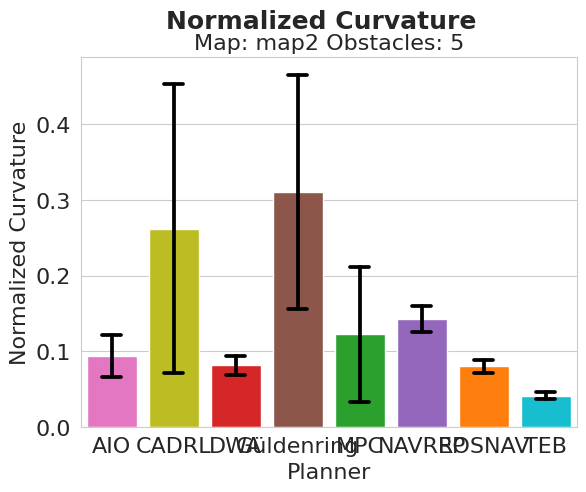 Normalized Curvature
Map: map2 Obstacles: 5
Normalized Curvature
0.4
0.3
0.2
0.1
0.0
AIO CADRL DWA Güldenring MPC NAVREP ROSNAV TEB
Planner